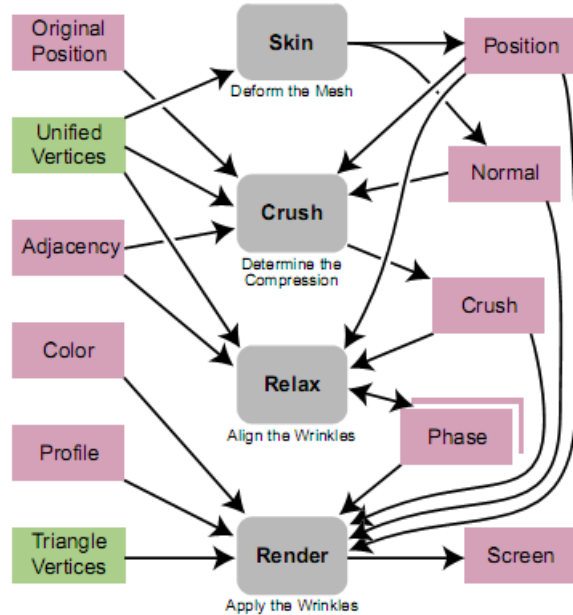 Original
Position
Skin
Deform the Mesh
Position
Unified
Vertices
Normal
Crush
Determine the
Compression
Adjacency
Crush
Color
Relax
Align the Wrinkles
Phase
Profile
Triangle
Vertices
Render
Apply the Wrinkles
Screen